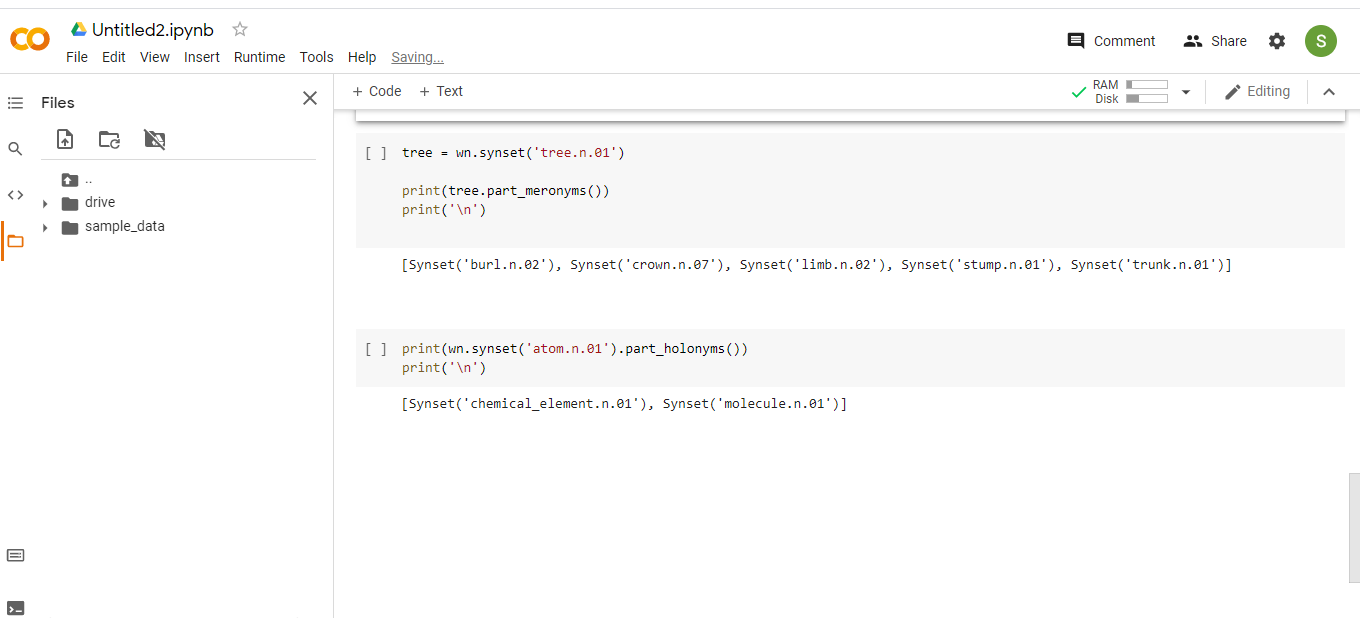 Untitled2.ipynb
File Edit View Insert Runtime Tools Help Saving...
Comment Share S
Files
+ Code + Text
RAM
Disk
Editing
..
drive
sample_data
[ ] tree = wn.synset('tree.n.01')
print(tree.part_meronyms())
print('\n')
[Synset('burl.n.02'), Synset('crown.n.07'), Synset('limb.n.02'), Synset('stump.n.01'), Synset('trunk.n.01')]
[ ] print(wn.synset('atom.n.01').part_holonyms())
print('\n')
[Synset('chemical_element.n.01'), Synset('molecule.n.01')]